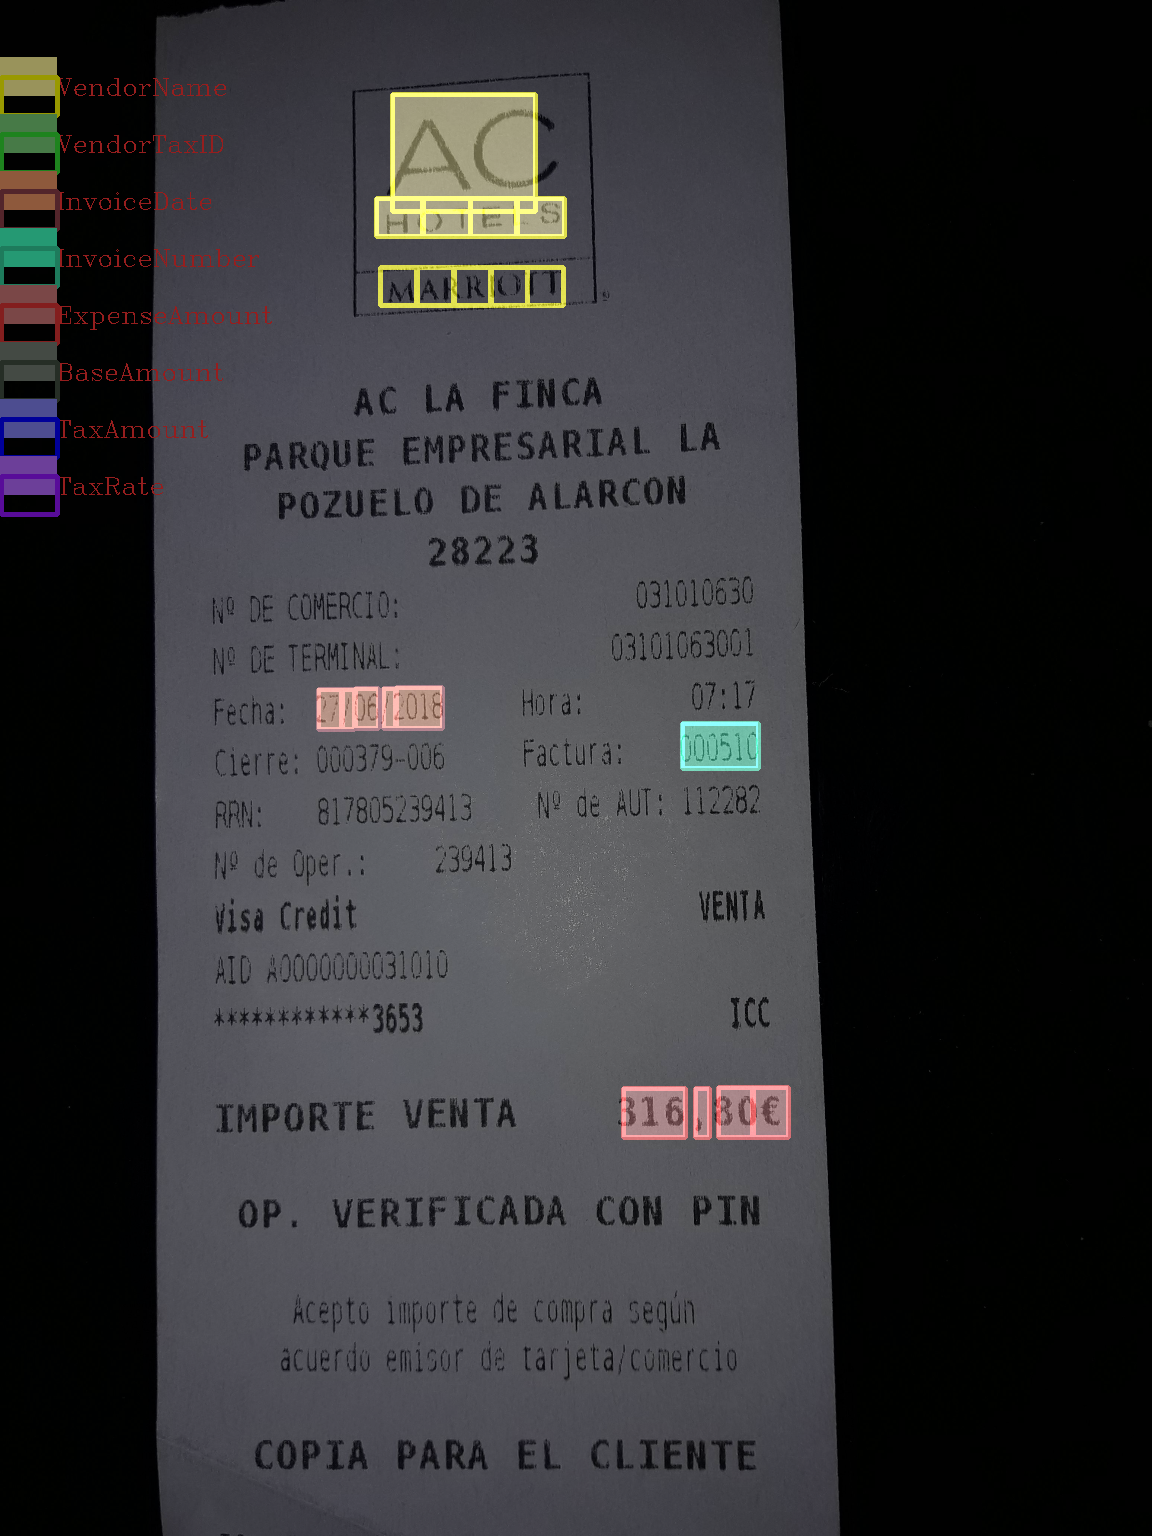 VendorName
VendorTaxID
InvoiceDate
InvoiceNumber
ExpenseAmount
BaseAmount
TaxAmount
TaxRate
AC
HOTELS
MARRIOTT
AC LA FINCA
PARQUE EMPRESARIAL LA
POZUELO DE ALARCON
28223
Nº DE COMERCIO: 031010630
Nº DE TERMINAL: 03101063001
Fecha: 27/06/2018 Hora: 07:17
Cierre: 000379-006 Factura: 000510
RRN: 817805239413 Nº de AUT: 112282
Nº de Oper.: 239413
Visa Credit VENTA
AID A0000000031010
************3653 ICC
IMPORTE VENTA 316,80€
OP. VERIFICADA CON PIN
Acepto importe de compra según
acuerdo emisor de tarjeta/comercio
COPIA PARA EL CLIENTE